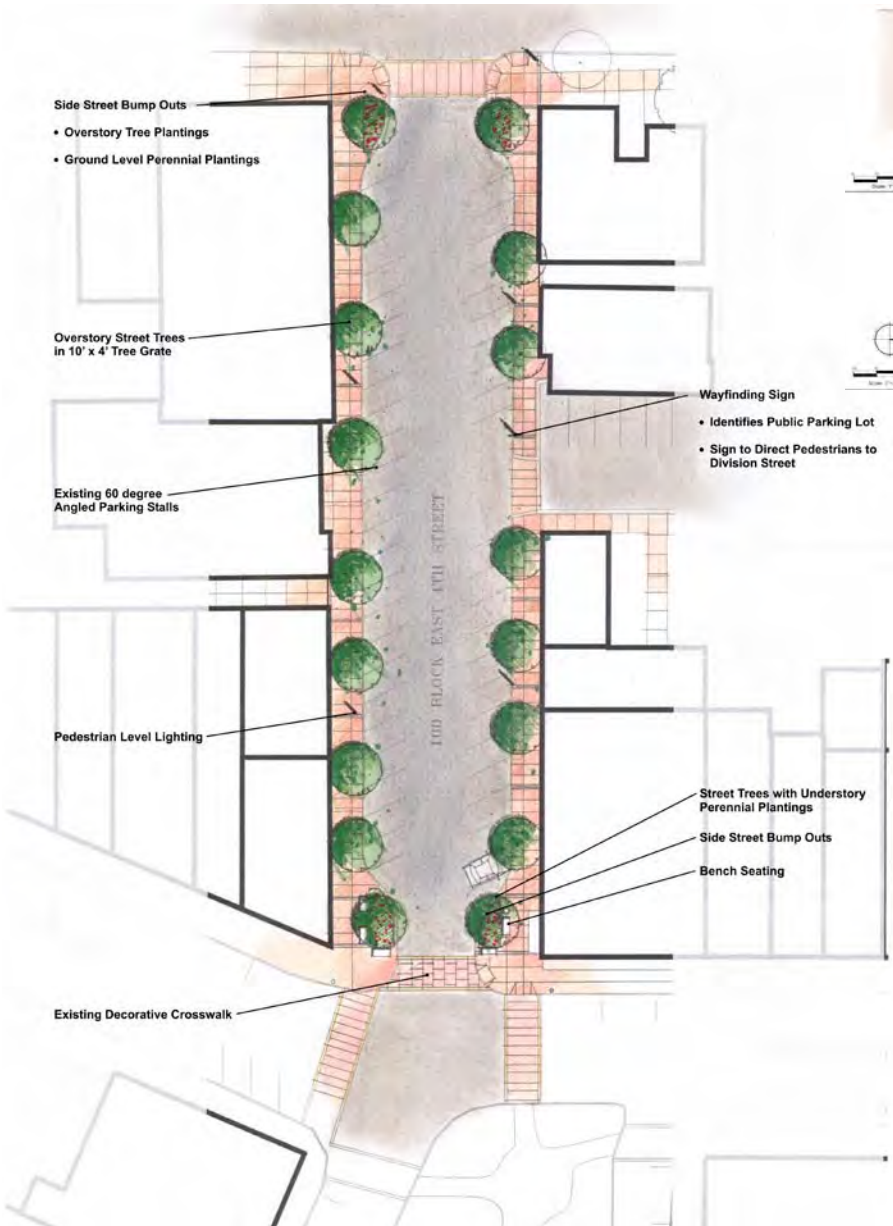 Side Street Bump Outs
• Overstory Tree Plantings
• Ground Level Perennial Plantings
Overstory Street Trees
in 10' x 4' Tree Grate
Wayfinding Sign
• Identifies Public Parking Lot
• Sign to Direct Pedestrians to
Division Street
Existing 60 degree
Angled Parking Stalls
100 BLOCK EAST 4TH STREET
Pedestrian Level Lighting
Street Trees with Understory
Perennial Plantings
Side Street Bump Outs
Bench Seating
Existing Decorative Crosswalk